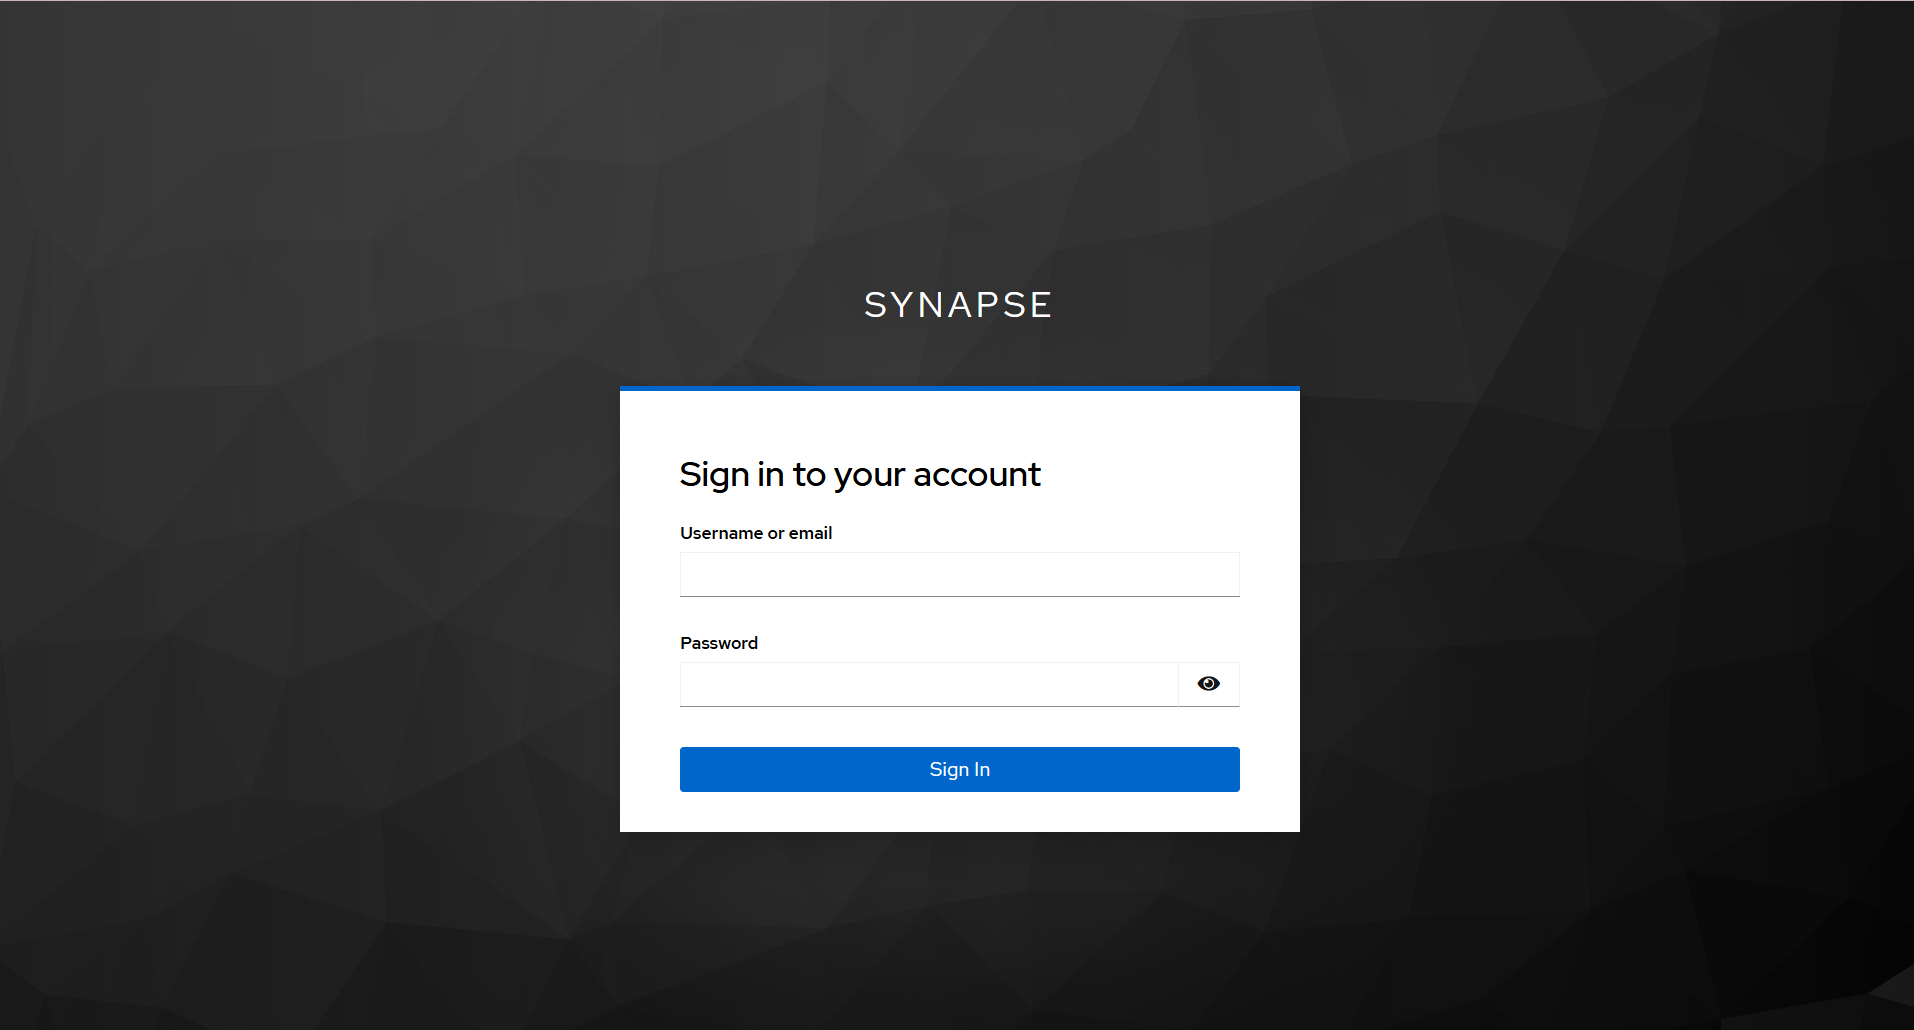 SYNAPSE
Sign in to your account
Username or email
Password
Sign In